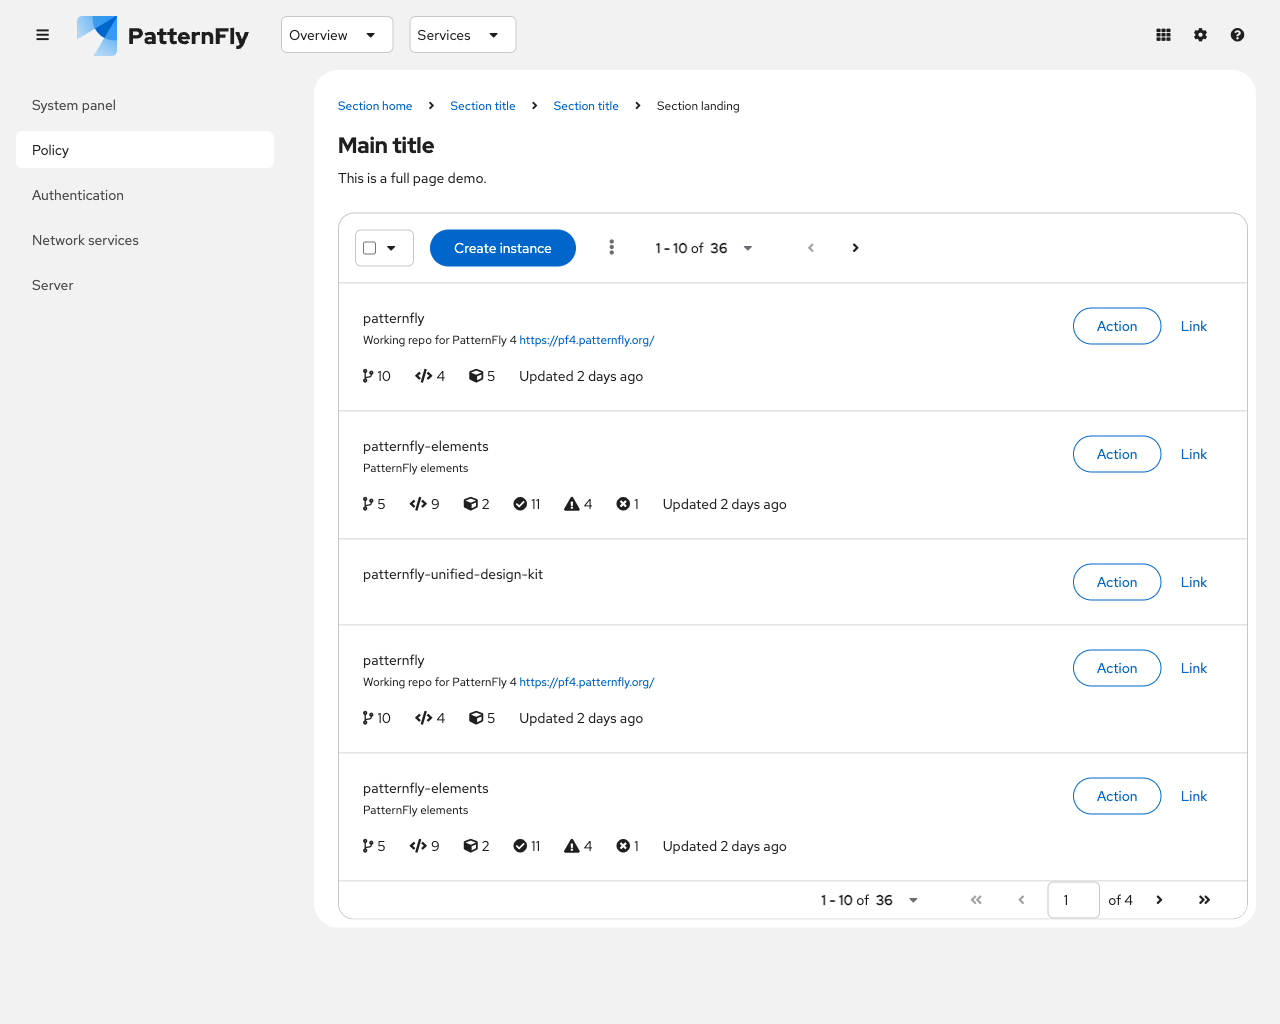 PatternFly Overview Services
System panel
Policy
Authentication
Network services
Server
Section home Section title Section title Section landing
Main title
This is a full page demo.
Create instance 1 - 10 of 36
patternfly
Working repo for PatternFly 4 https://pf4.patternfly.org/
10 4 5 Updated 2 days ago
Action Link
patternfly-elements
PatternFly elements
5 9 2 11 4 1 Updated 2 days ago
Action Link
patternfly-unified-design-kit
Action Link
patternfly
Working repo for PatternFly 4 https://pf4.patternfly.org/
10 4 5 Updated 2 days ago
Action Link
patternfly-elements
PatternFly elements
5 9 2 11 4 1 Updated 2 days ago
Action Link
1 - 10 of 36 1 of 4